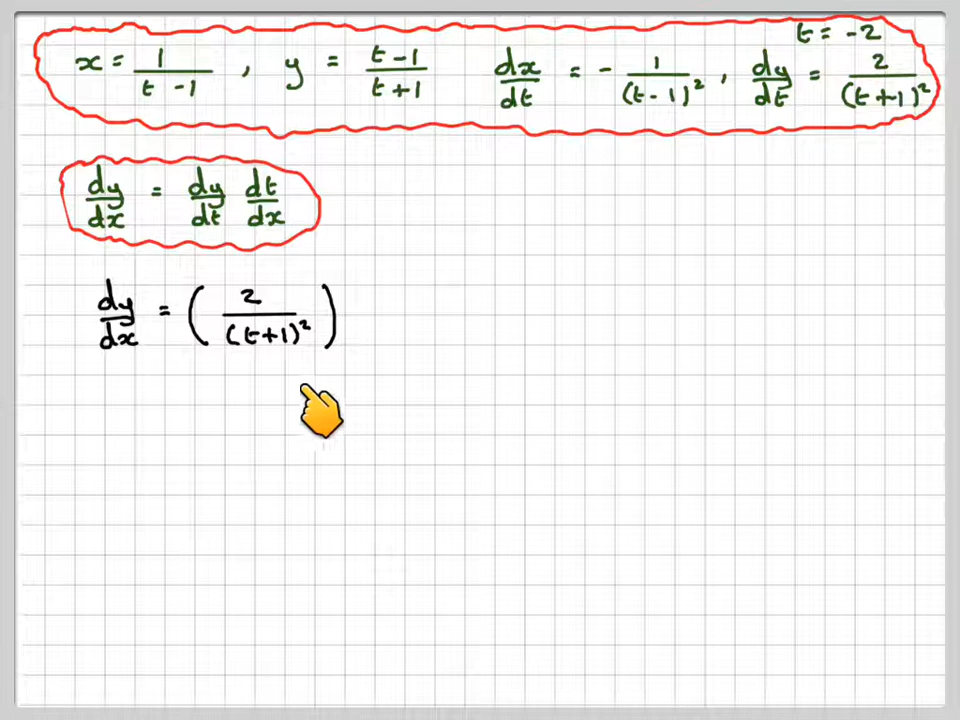 t = -2
x = 1/(t-1) , y = (t-1)/(t+1) dx/dt = - 1/(t-1)² , dy/dt = 2/(t+1)²
dy/dx = dy/dt dt/dx
dy/dx = ( 2/(t+1)² )